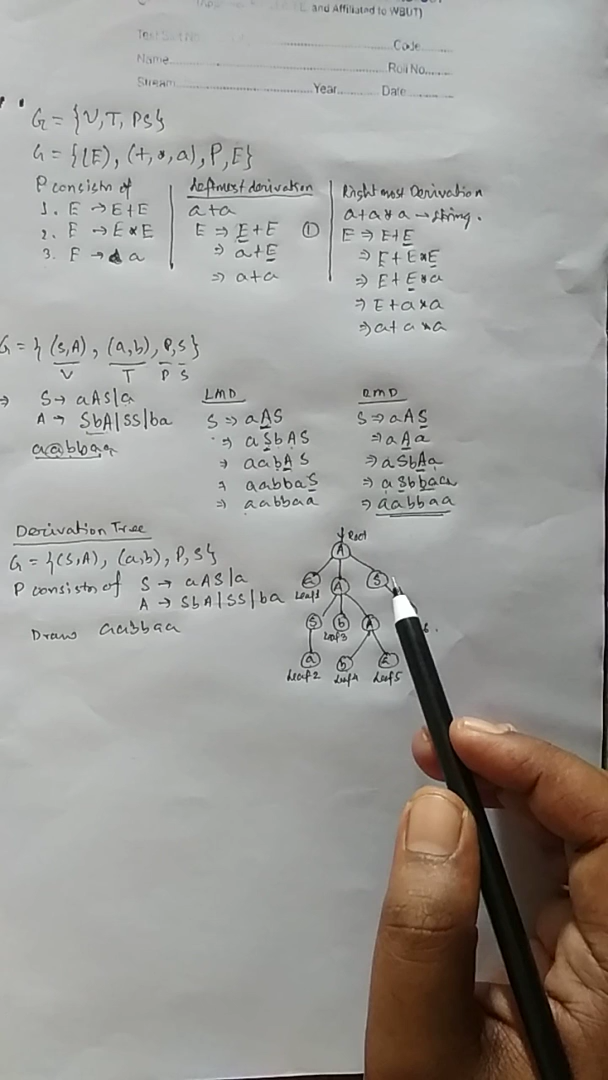 and Affiliated to WBUT)
Code
Name
Roll No.
Stream
Year
Date
G = {V, T, P S}
G = {(E), (+, *, a), P, E}
P consists of
1. E → E+E
2. E → E*E
3. E → a
Leftmost derivation
a+a
E ⇒ E+E
⇒ a+E
⇒ a+a
①
Right most Derivation
a+a*a → string.
E ⇒ E+E
⇒ E+E*E
⇒ E+E*a
⇒ E+a*a
⇒ a+a*a
G = {(S,A), (a,b), P, S}
V T P S
⇒ S → aAS|a
A → SbA|SS|ba
aabbaa
LMD
S ⇒ aAS
⇒ aSbAS
⇒ aabAS
⇒ aabbaS
⇒ aabbaa
RMD
S ⇒ aAS
⇒ aAa
⇒ aSbAa
⇒ aSbbaa
⇒ aabbaa
Derivation Tree
G = {(S,A), (a,b), P, S}
P consists of S → aAS|a
A → SbA|SS|ba
Draw aabbaa
Root
A
a A S
Leaf1
S b A
Leaf3
a b a
Leaf2 Leaf4 Leaf5